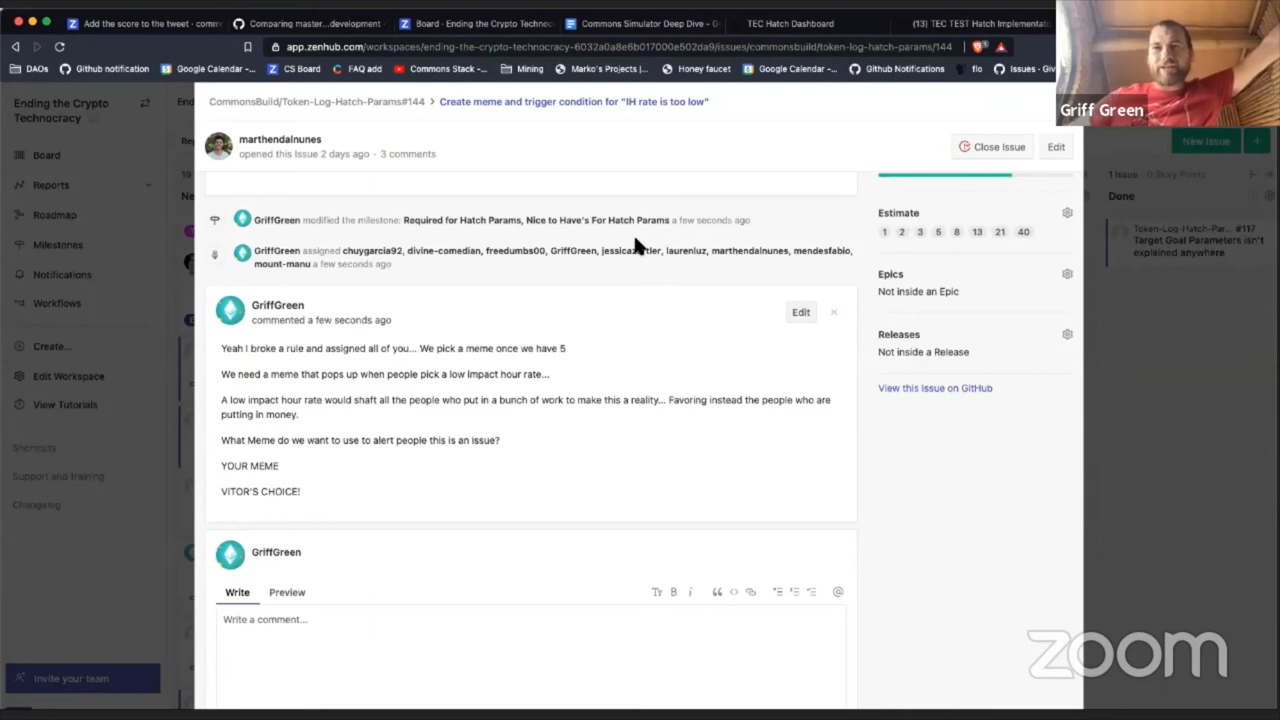 Add the score to the tweet · comm
Comparing master...development ·
Board · Ending the Crypto Technoc
Commons Simulator Deep Dive - G
TEC Hatch Dashboard
(13) TEC TEST Hatch Implementat
app.zenhub.com/workspaces/ending-the-crypto-technocracy-6032a0a8e6b017000e502da9/issues/commonsbuild/token-log-hatch-params/144
DAOs
Github notification
Google Calendar -...
CS Board
FAQ add
Commons Stack -...
Mining
Marko's Projects |...
Honey faucet
Google Calendar -...
Github Notifications
flo
Issues · Giv
Griff Green
Ending the Crypto Technocracy
Board
Reports
Roadmap
Milestones
Notifications
Workflows
Create...
Edit Workspace
View Tutorials
Shortcuts
Support and training
Changelog
Invite your team
CommonsBuild/Token-Log-Hatch-Params#144 > Create meme and trigger condition for "IH rate is too low"
marthendalnunes
opened this Issue 2 days ago · 3 comments
Close Issue
Edit
GriffGreen modified the milestone: Required for Hatch Params, Nice to Have's For Hatch Params a few seconds ago
GriffGreen assigned chuygarcia92, divine-comedian, freedumbs00, GriffGreen, jessicazartler, laurenluz, marthendalnunes, mendesfabio,
mount-manu a few seconds ago
GriffGreen
commented a few seconds ago
Edit
Yeah I broke a rule and assigned all of you... We pick a meme once we have 5
We need a meme that pops up when people pick a low impact hour rate...
A low impact hour rate would shaft all the people who put in a bunch of work to make this a reality... Favoring instead the people who are
putting in money.
What Meme do we want to use to alert people this is an issue?
YOUR MEME
VITOR'S CHOICE!
GriffGreen
Write
Preview
Write a comment...
Estimate
1 2 3 5 8 13 21 40
Epics
Not inside an Epic
Releases
Not inside a Release
View this Issue on GitHub
New Issue
1 Issue 0 Story Points
Done
Token-Log-Hatch-Par... #117
Target Goal Parameters isn't
explained anywhere
zoom